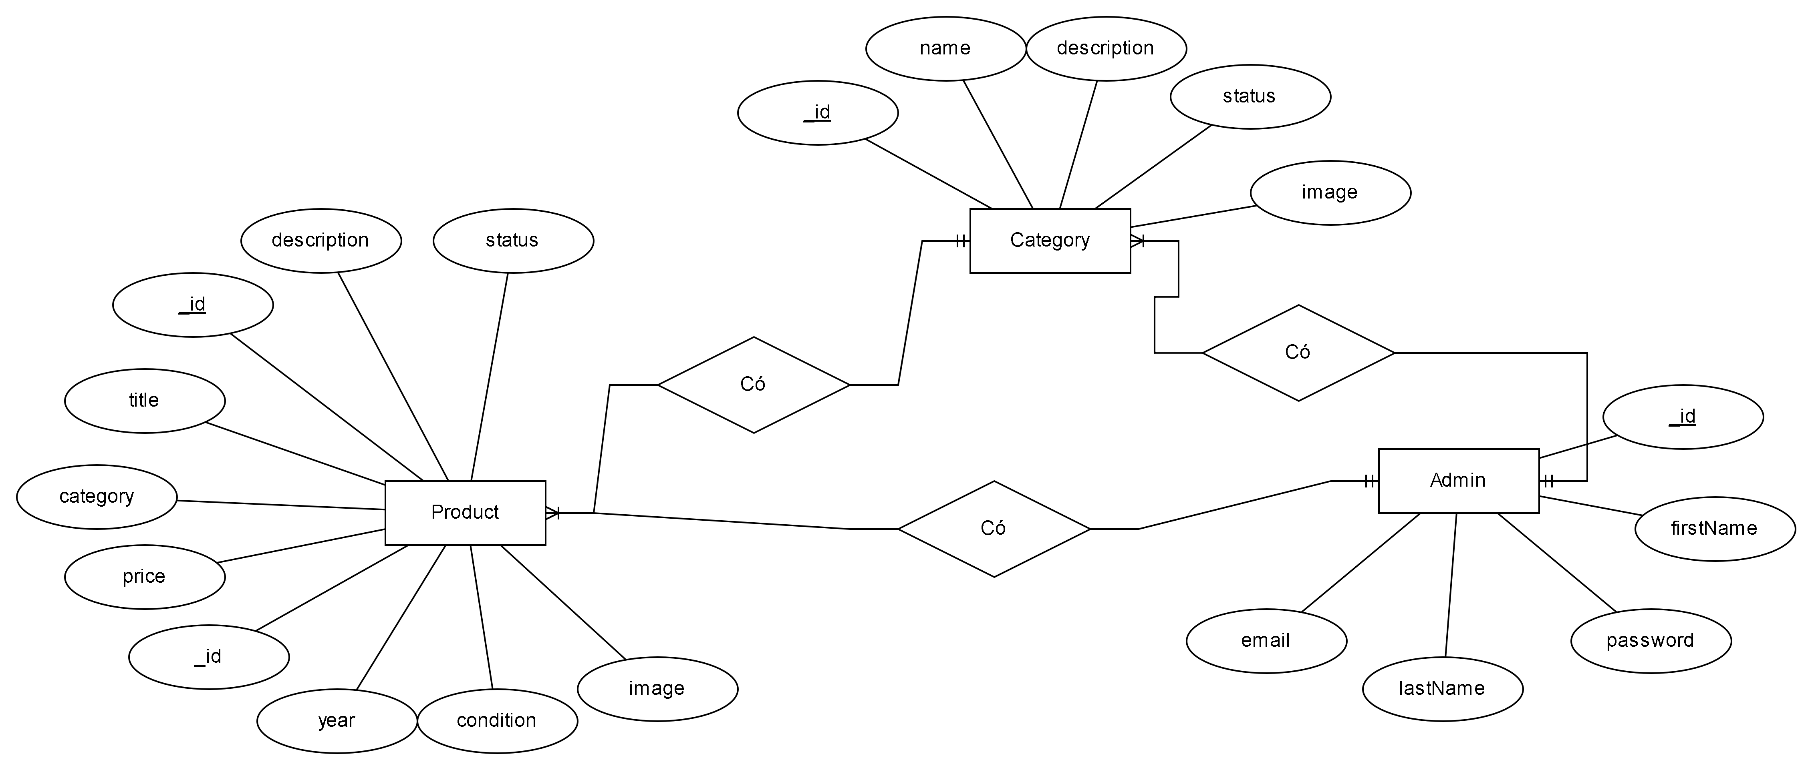 name
description
status
_id
image
Category
description
status
_id
title
category
price
_id
year
condition
image
Product
Có
Có
Có
_id
Admin
firstName
email
lastName
password